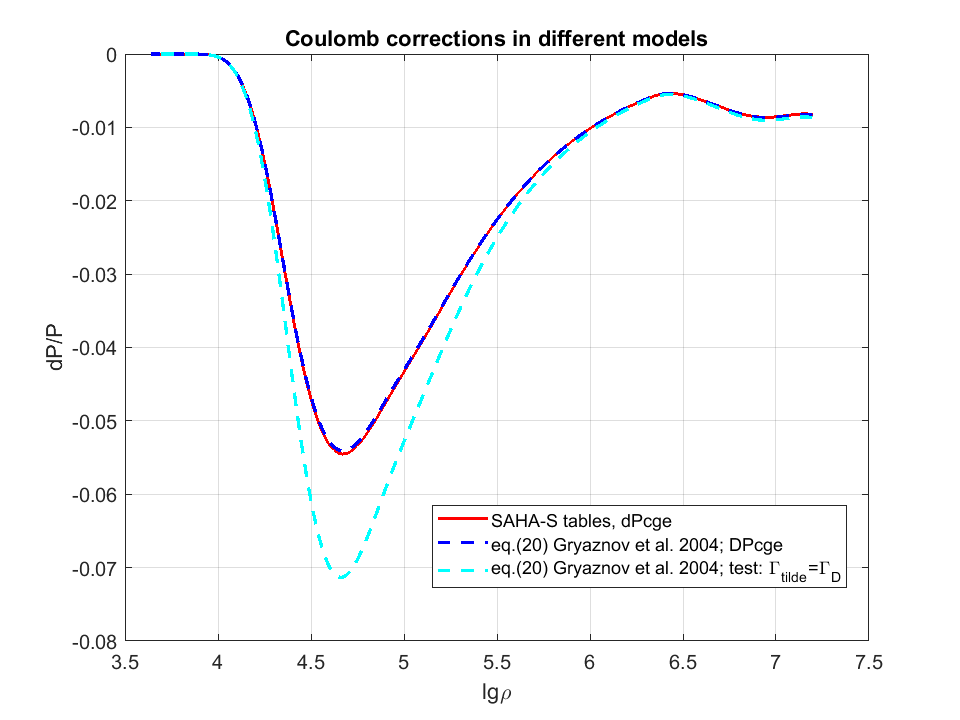 Coulomb corrections in different models
0
-0.01
-0.02
-0.03
-0.04
-0.05
-0.06
-0.07
-0.08
dP/P
SAHA-S tables, dPcge
eq.(20) Gryaznov et al. 2004; DPcge
eq.(20) Gryaznov et al. 2004; test: Γtilde=ΓD
3.5 4 4.5 5 5.5 6 6.5 7 7.5
lgρ